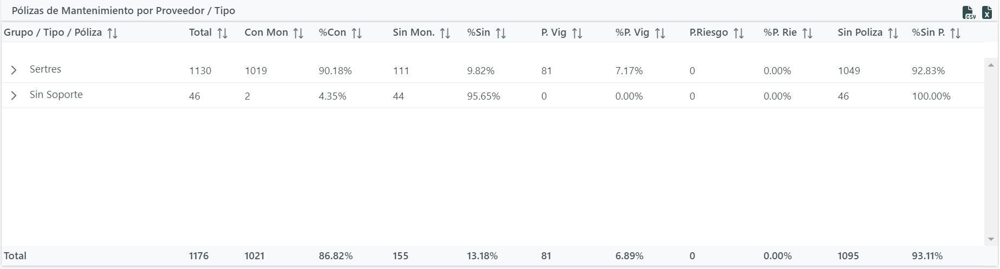 Pólizas de Mantenimiento por Proveedor / Tipo
CSV X
Grupo / Tipo / Póliza Total Con Mon %Con Sin Mon. %Sin P. Vig %P. Vig P.Riesgo %P. Rie Sin Poliza %Sin P.
Sertres 1130 1019 90.18% 111 9.82% 81 7.17% 0 0.00% 1049 92.83%
Sin Soporte 46 2 4.35% 44 95.65% 0 0.00% 0 0.00% 46 100.00%
Total 1176 1021 86.82% 155 13.18% 81 6.89% 0 0.00% 1095 93.11%